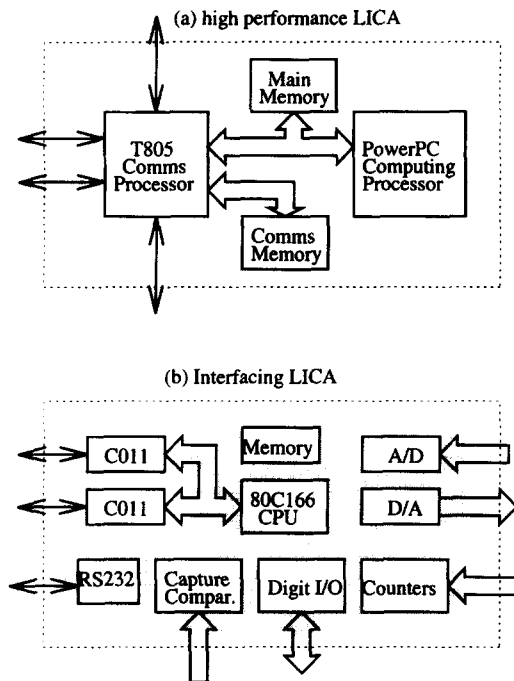 (a) high performance LICA
Main
Memory
T805
Comms
Processor
PowerPC
Computing
Processor
Comms
Memory
(b) Interfacing LICA
C011
Memory
A/D
C011
80C166
CPU
D/A
RS232
Capture
Compar.
Digit I/O
Counters